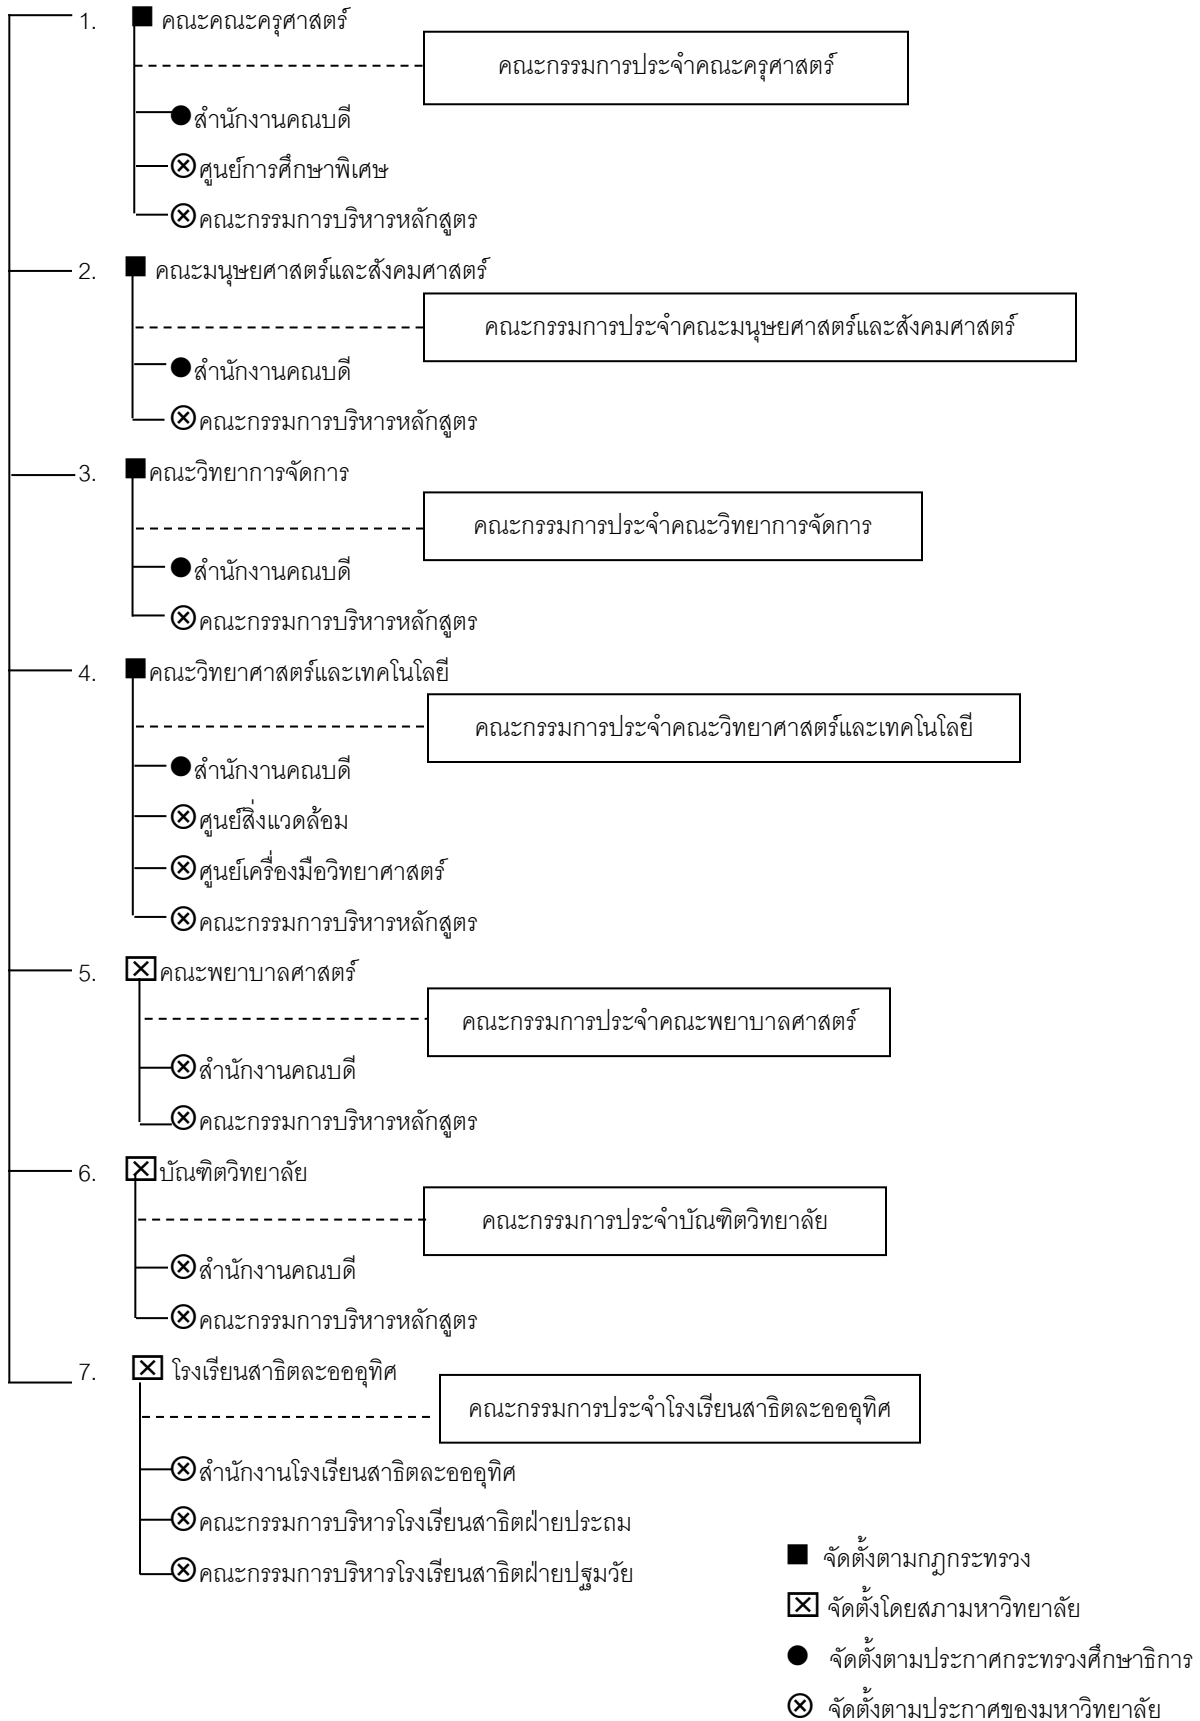 1. ■ คณะคณะครุศาสตร์
คณะกรรมการประจำคณะครุศาสตร์
●สำนักงานคณบดี
⊗ศูนย์การศึกษาพิเศษ
⊗คณะกรรมการบริหารหลักสูตร
2. ■ คณะมนุษยศาสตร์และสังคมศาสตร์
คณะกรรมการประจำคณะมนุษยศาสตร์และสังคมศาสตร์
●สำนักงานคณบดี
⊗คณะกรรมการบริหารหลักสูตร
3. ■คณะวิทยาการจัดการ
คณะกรรมการประจำคณะวิทยาการจัดการ
●สำนักงานคณบดี
⊗คณะกรรมการบริหารหลักสูตร
4. ■คณะวิทยาศาสตร์และเทคโนโลยี
คณะกรรมการประจำคณะวิทยาศาสตร์และเทคโนโลยี
●สำนักงานคณบดี
⊗ศูนย์สิ่งแวดล้อม
⊗ศูนย์เครื่องมือวิทยาศาสตร์
⊗คณะกรรมการบริหารหลักสูตร
5. ☒คณะพยาบาลศาสตร์
คณะกรรมการประจำคณะพยาบาลศาสตร์
⊗สำนักงานคณบดี
⊗คณะกรรมการบริหารหลักสูตร
6. ☒บัณฑิตวิทยาลัย
คณะกรรมการประจำบัณฑิตวิทยาลัย
⊗สำนักงานคณบดี
⊗คณะกรรมการบริหารหลักสูตร
7. ☒ โรงเรียนสาธิตละอออุทิศ
คณะกรรมการประจำโรงเรียนสาธิตละอออุทิศ
⊗สำนักงานโรงเรียนสาธิตละอออุทิศ
⊗คณะกรรมการบริหารโรงเรียนสาธิตฝ่ายประถม
⊗คณะกรรมการบริหารโรงเรียนสาธิตฝ่ายปฐมวัย
■ จัดตั้งตามกฎกระทรวง
☒ จัดตั้งโดยสภามหาวิทยาลัย
● จัดตั้งตามประกาศกระทรวงศึกษาธิการ
⊗ จัดตั้งตามประกาศของมหาวิทยาลัย